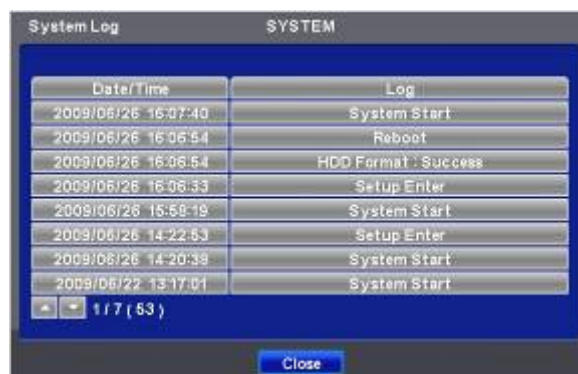 System Log SYSTEM
Date/Time Log
2009/06/26 16:07:40 System Start
2009/06/26 16:06:54 Reboot
2009/06/26 16:06:54 HDD Format : Success
2009/06/26 16:06:33 Setup Enter
2009/06/26 15:58:19 System Start
2009/06/26 14:22:53 Setup Enter
2009/06/26 14:20:39 System Start
2009/06/22 13:17:01 System Start
1 / 7 ( 53 )
Close